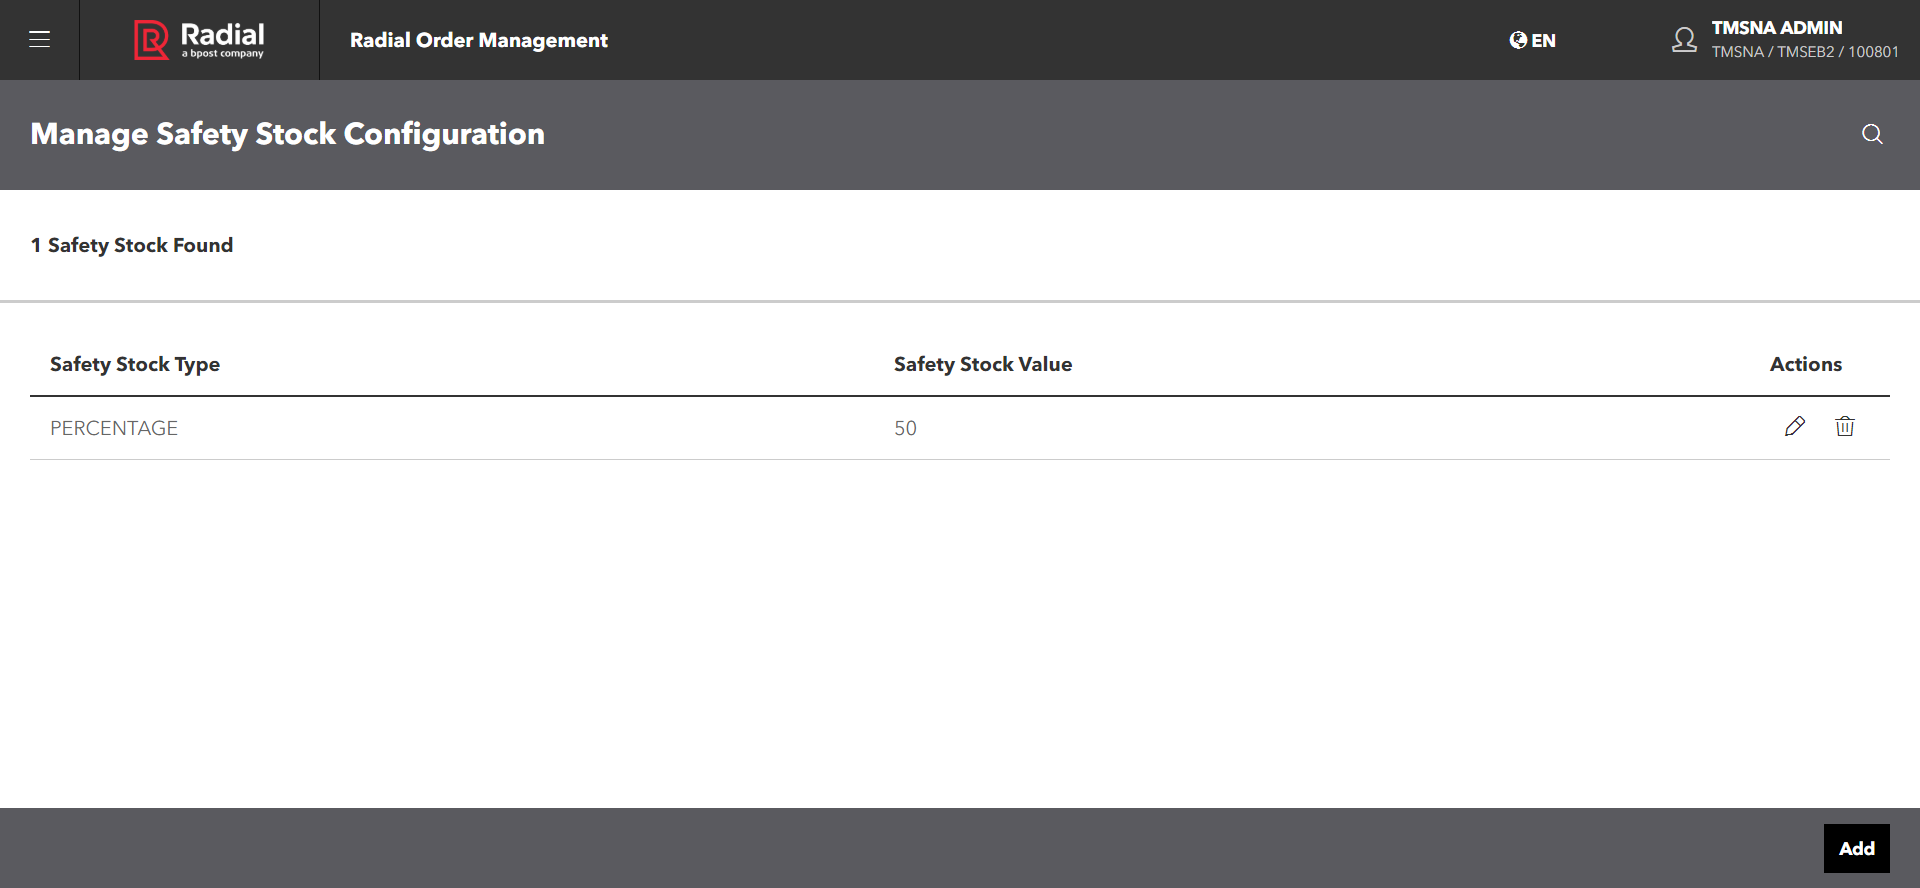 Radial
a bpost company
Radial Order Management
EN
TMSNA ADMIN
TMSNA / TMSEB2 / 100801
Manage Safety Stock Configuration
1 Safety Stock Found
Safety Stock Type Safety Stock Value Actions
PERCENTAGE 50
Add